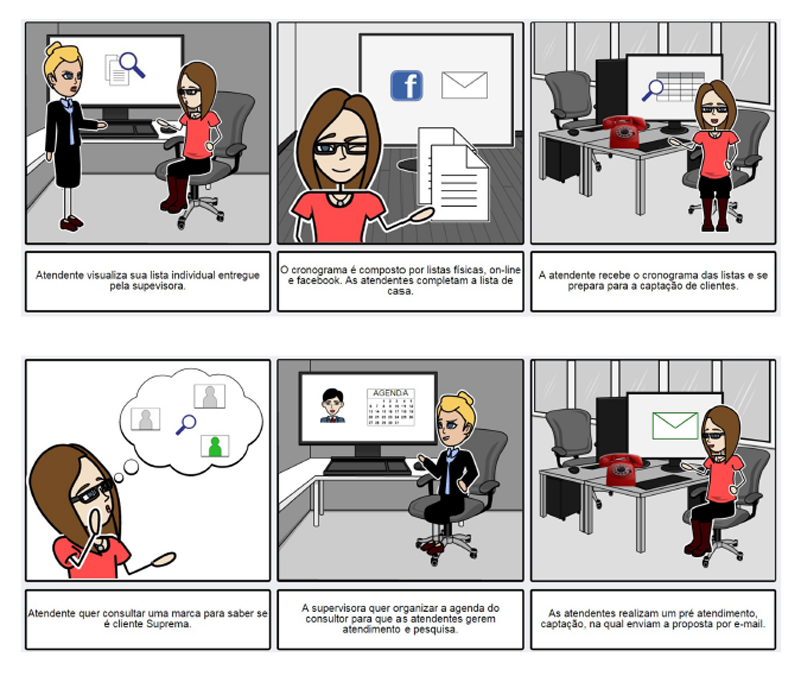 f
Atendente visualiza sua lista individual entregue
pela supevisora.
O cronograma é composto por listas físicas, on-line
e facebook. As atendentes completam a lista de
casa.
A atendente recebe o cronograma das listas e se
prepara para a captação de clientes.
AGENDA
Atendente quer consultar uma marca para saber se
é cliente Suprema.
A supervisora quer organizar a agenda do
consultor para que as atendentes gerem
atendimento e pesquisa.
As atendentes realizam um pré atendimento,
captação, na qual enviam a proposta por e-mail.